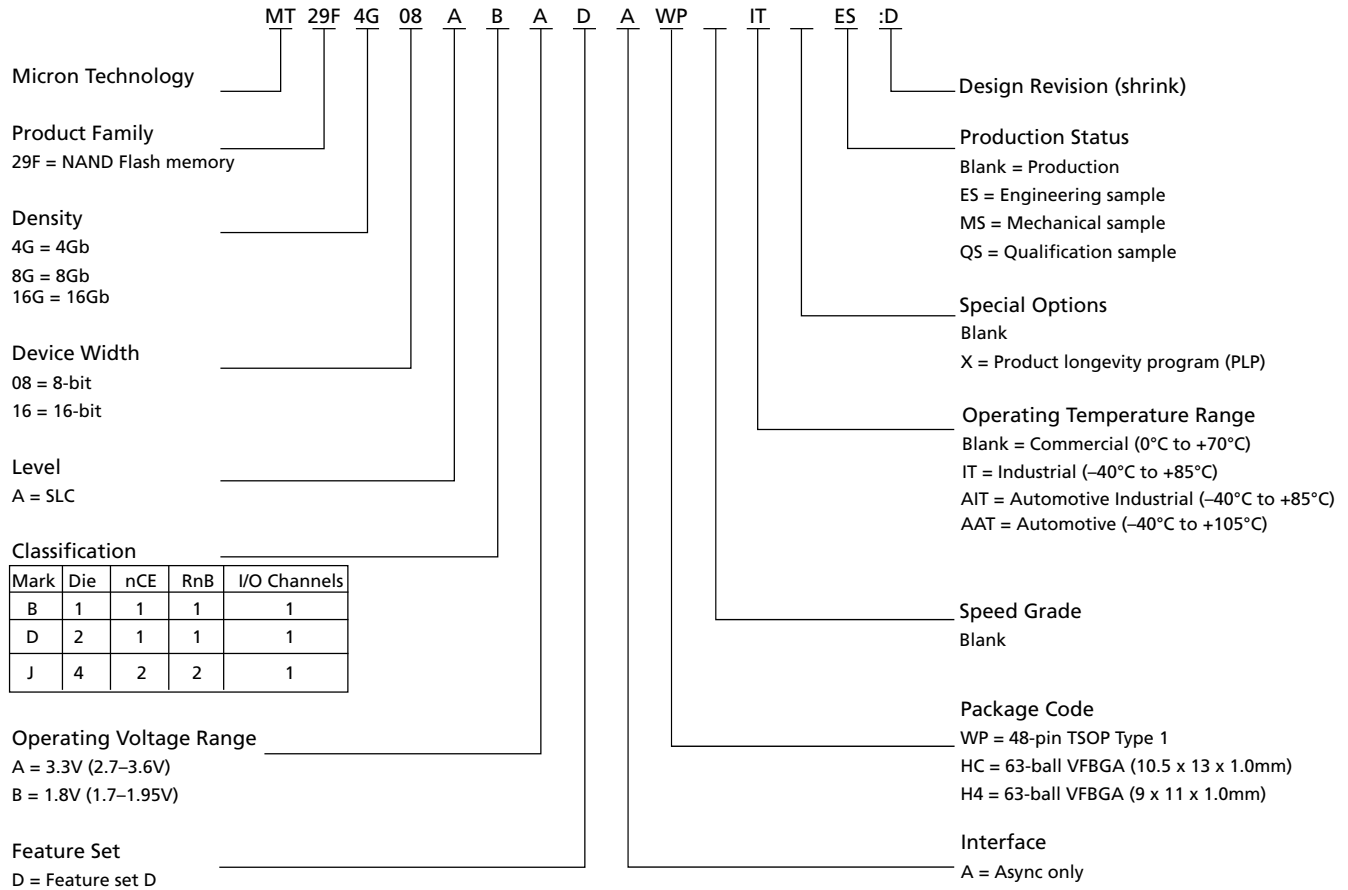 MT 29F 4G 08 A B A D A WP IT ES :D
Micron Technology
Product Family
29F = NAND Flash memory
Density
4G = 4Gb
8G = 8Gb
16G = 16Gb
Device Width
08 = 8-bit
16 = 16-bit
Level
A = SLC
Classification
Mark Die nCE RnB I/O Channels
B 1 1 1 1
D 2 1 1 1
J 4 2 2 1
Operating Voltage Range
A = 3.3V (2.7–3.6V)
B = 1.8V (1.7–1.95V)
Feature Set
D = Feature set D
Design Revision (shrink)
Production Status
Blank = Production
ES = Engineering sample
MS = Mechanical sample
QS = Qualification sample
Special Options
Blank
X = Product longevity program (PLP)
Operating Temperature Range
Blank = Commercial (0°C to +70°C)
IT = Industrial (–40°C to +85°C)
AIT = Automotive Industrial (–40°C to +85°C)
AAT = Automotive (–40°C to +105°C)
Speed Grade
Blank
Package Code
WP = 48-pin TSOP Type 1
HC = 63-ball VFBGA (10.5 x 13 x 1.0mm)
H4 = 63-ball VFBGA (9 x 11 x 1.0mm)
Interface
A = Async only